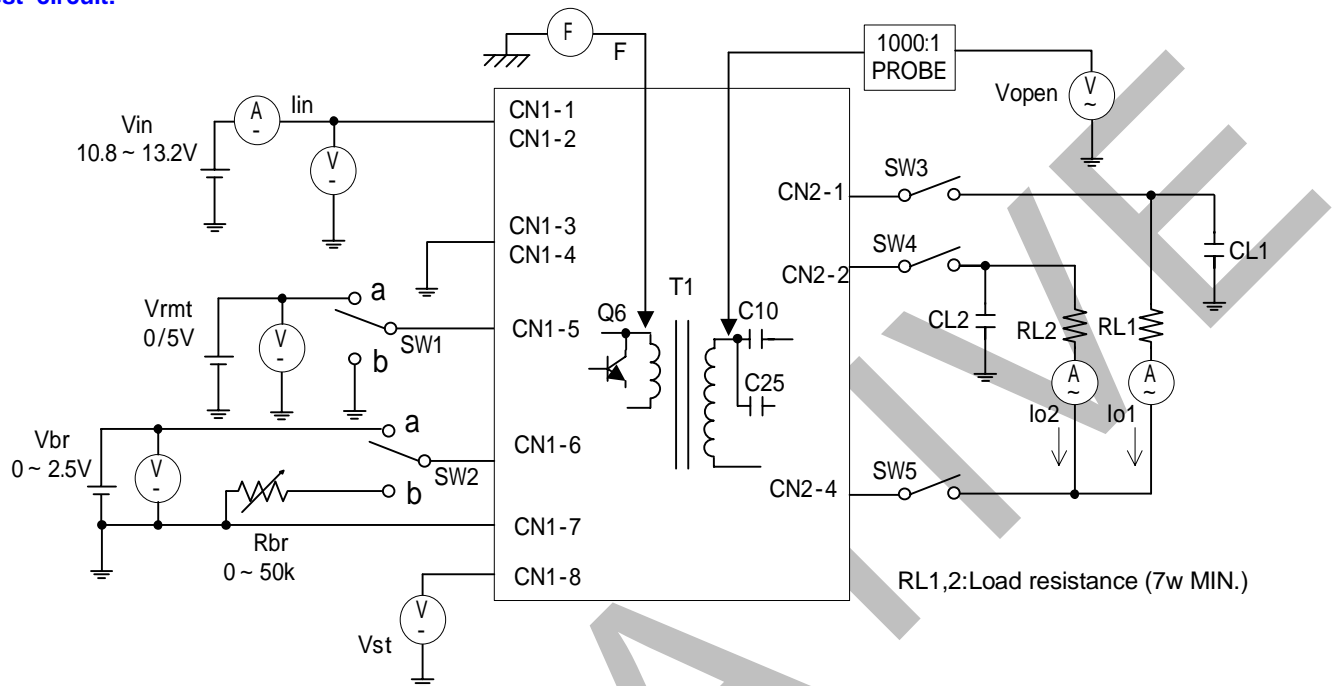 st circuit.
F
F
1000:1
PROBE
Vopen
V
~
A
-
Iin
Vin
10.8 ~ 13.2V
V
-
CN1-1
CN1-2
CN1-3
CN1-4
CN1-5
CN1-6
CN1-7
CN1-8
Vrmt
0/5V
V
-
a
SW1
b
Vbr
0 ~ 2.5V
V
-
a
SW2
b
Rbr
0 ~ 50k
Vst
V
-
Q6
T1
C10
C25
CN2-1
CN2-2
CN2-4
SW3
SW4
SW5
CL1
CL2
RL2
RL1
A
~
A
~
Io2
Io1
RL1,2:Load resistance (7w MIN.)